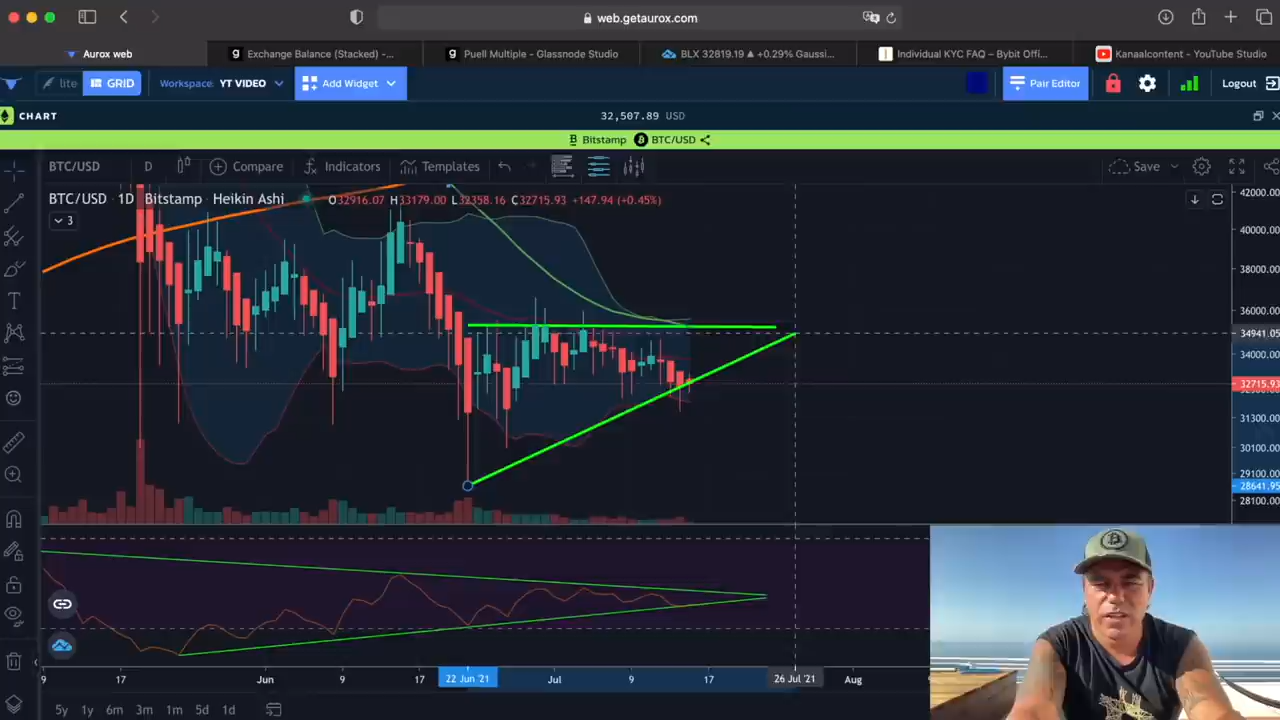 web.getaurox.com
Aurox web
Exchange Balance (Stacked) -...
Puell Multiple - Glassnode Studio
BLX 32819.19 ▲ +0.29% Gaussi...
Individual KYC FAQ – Bybit Offi...
Kanaalcontent - YouTube Studio
lite
GRID
Workspace: YT VIDEO
Add Widget
Pair Editor
Logout
CHART
32,507.89 USD
Bitstamp BTC/USD
BTC/USD
D
Compare
Indicators
Templates
Save
BTC/USD · 1D · Bitstamp · Heikin Ashi
O32916.07 H33179.00 L32358.16 C32715.93 +147.94 (+0.45%)
3
42000.00
40000.00
38000.00
36000.00
34941.05
34000.00
32715.93
31300.00
30100.00
29100.00
28641.95
28100.00
9
17
Jun
9
17
22 Jun '21
Jul
9
17
26 Jul '21
Aug
5y
1y
6m
3m
1m
5d
1d